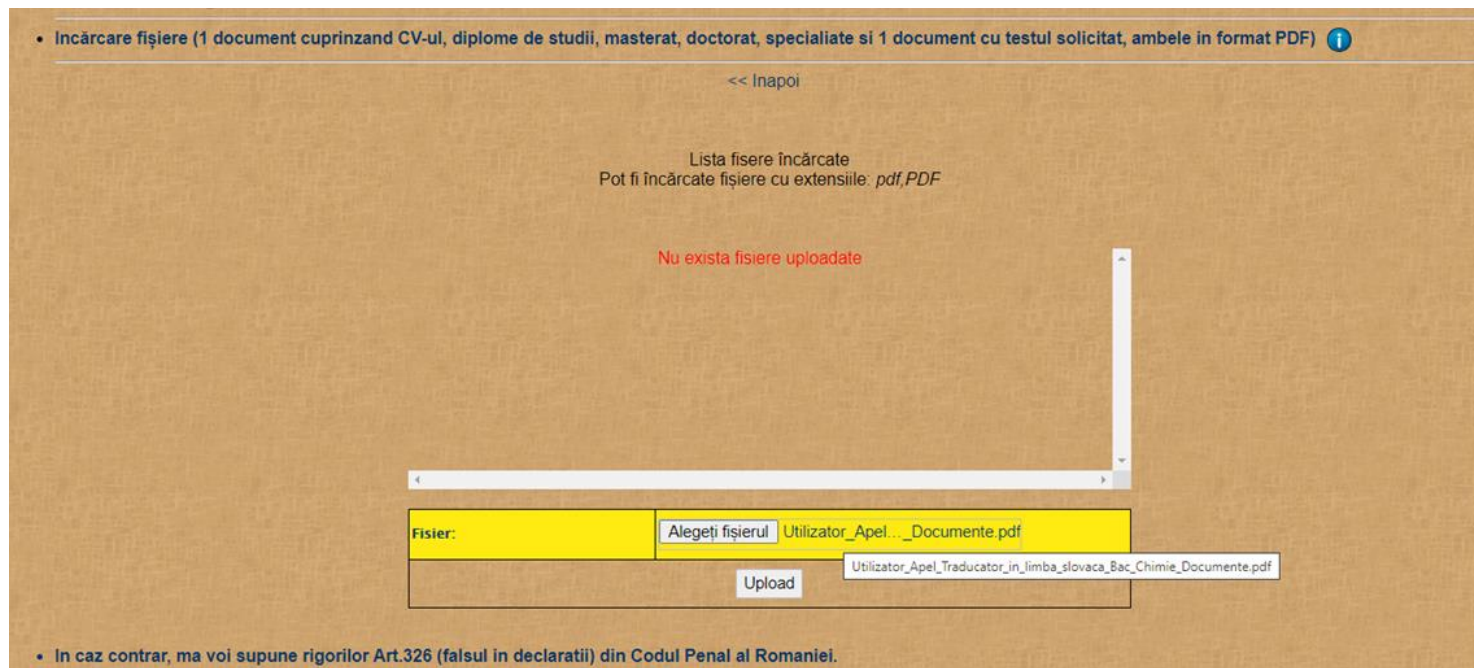 • Incărcare fișiere (1 document cuprinzand CV-ul, diplome de studii, masterat, doctorat, specialiate si 1 document cu testul solicitat, ambele in format PDF)
<< Inapoi
Lista fisere încărcate
Pot fi încărcate fișiere cu extensiile: pdf,PDF
Nu exista fisiere uploadate
Fisier: Alegeți fișierul Utilizator_Apel..._Documente.pdf
Utilizator_Apel_Traducator_in_limba_slovaca_Bac_Chimie_Documente.pdf
Upload
• In caz contrar, ma voi supune rigorilor Art.326 (falsul in declaratii) din Codul Penal al Romaniei.